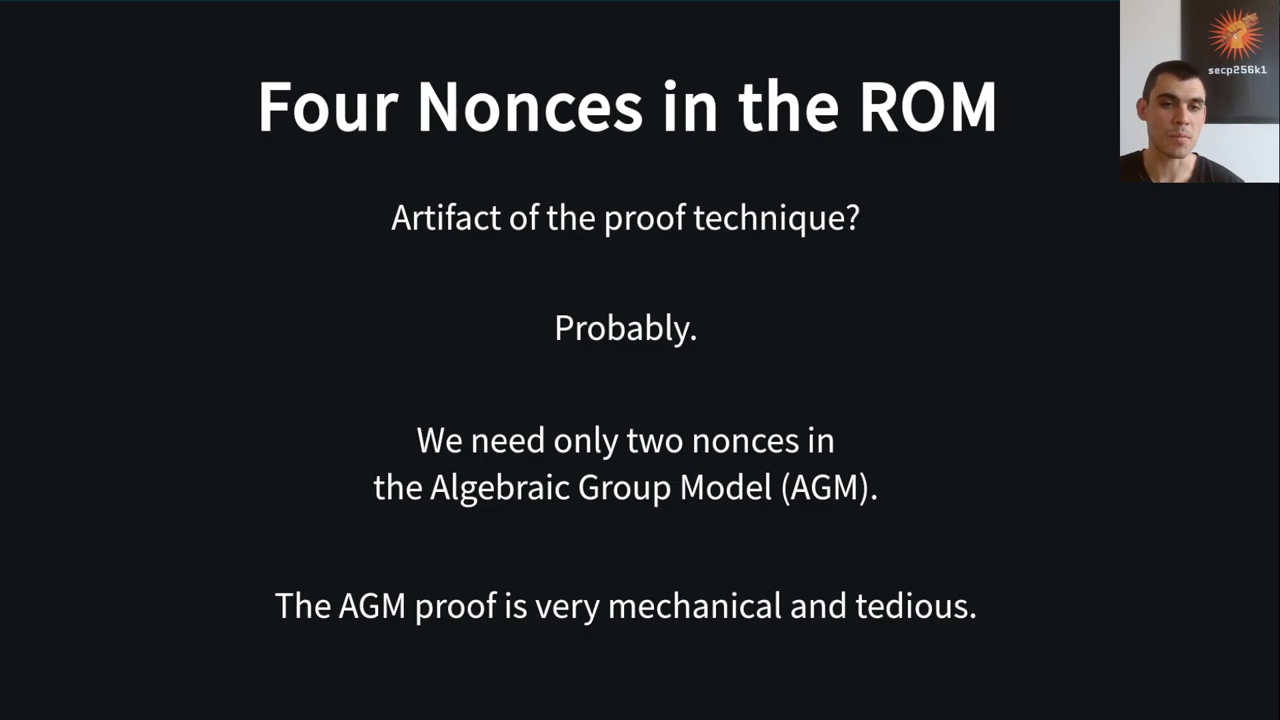 Four Nonces in the ROM
secp256k1
Artifact of the proof technique?
Probably.
We need only two nonces in
the Algebraic Group Model (AGM).
The AGM proof is very mechanical and tedious.